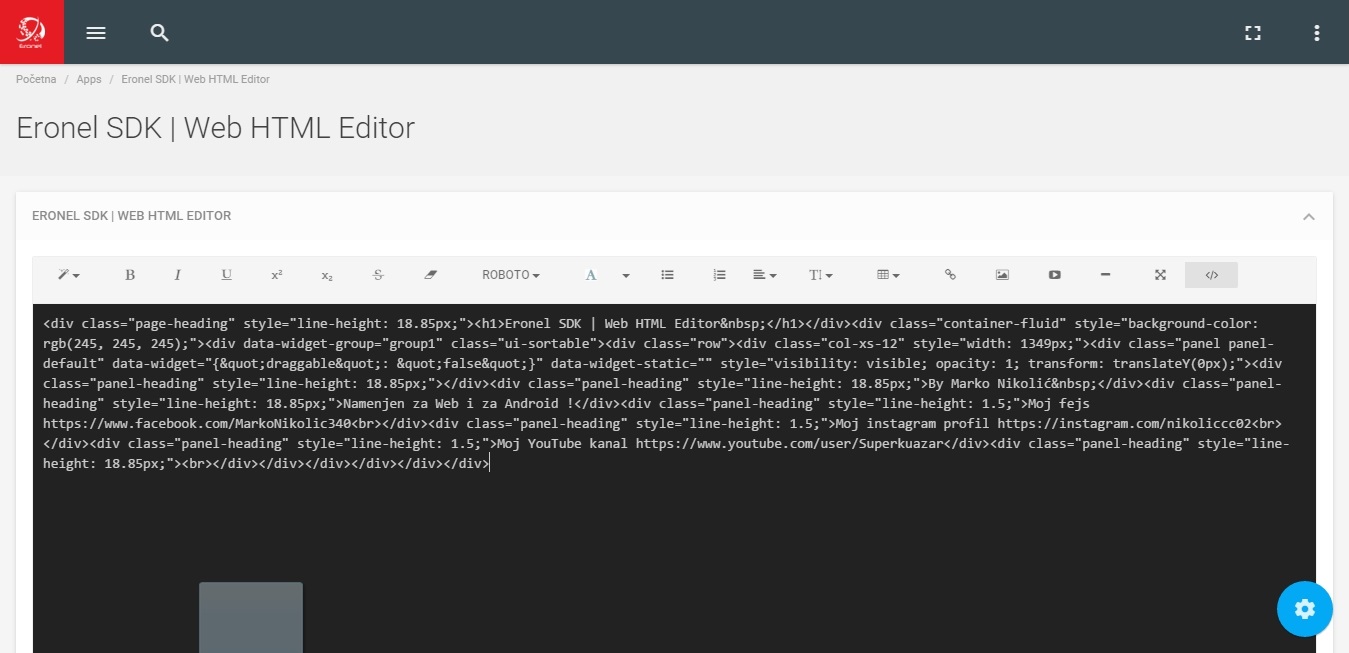 Eronel
Početna / Apps / Eronel SDK | Web HTML Editor
Eronel SDK | Web HTML Editor
ERONEL SDK | WEB HTML EDITOR
B I U x² x₂ S ROBOTO A T! </>
<div class="page-heading" style="line-height: 18.85px;"><h1>Eronel SDK | Web HTML Editor&nbsp;</h1></div><div class="container-fluid" style="background-color:
rgb(245, 245, 245);"><div data-widget-group="group1" class="ui-sortable"><div class="row"><div class="col-xs-12" style="width: 1349px;"><div class="panel panel-
default" data-widget="{&quot;draggable&quot;: &quot;false&quot;}" data-widget-static="" style="visibility: visible; opacity: 1; transform: translateY(0px);"><div
class="panel-heading" style="line-height: 18.85px;"></div><div class="panel-heading" style="line-height: 18.85px;">By Marko Nikolić&nbsp;</div><div class="panel-
heading" style="line-height: 18.85px;">Namenjen za Web i za Android !</div><div class="panel-heading" style="line-height: 1.5;">Moj fejs
https://www.facebook.com/MarkoNikolic340<br></div><div class="panel-heading" style="line-height: 1.5;">Moj instagram profil https://instagram.com/nikoliccc02<br>
</div><div class="panel-heading" style="line-height: 1.5;">Moj YouTube kanal https://www.youtube.com/user/Superkuazar</div><div class="panel-heading" style="line-
height: 18.85px;"><br></div></div></div></div></div></div>